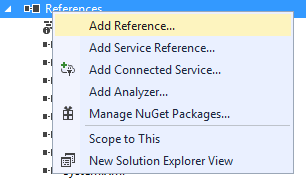 References
Add Reference...
Add Service Reference...
Add Connected Service...
Add Analyzer...
Manage NuGet Packages...
Scope to This
New Solution Explorer View